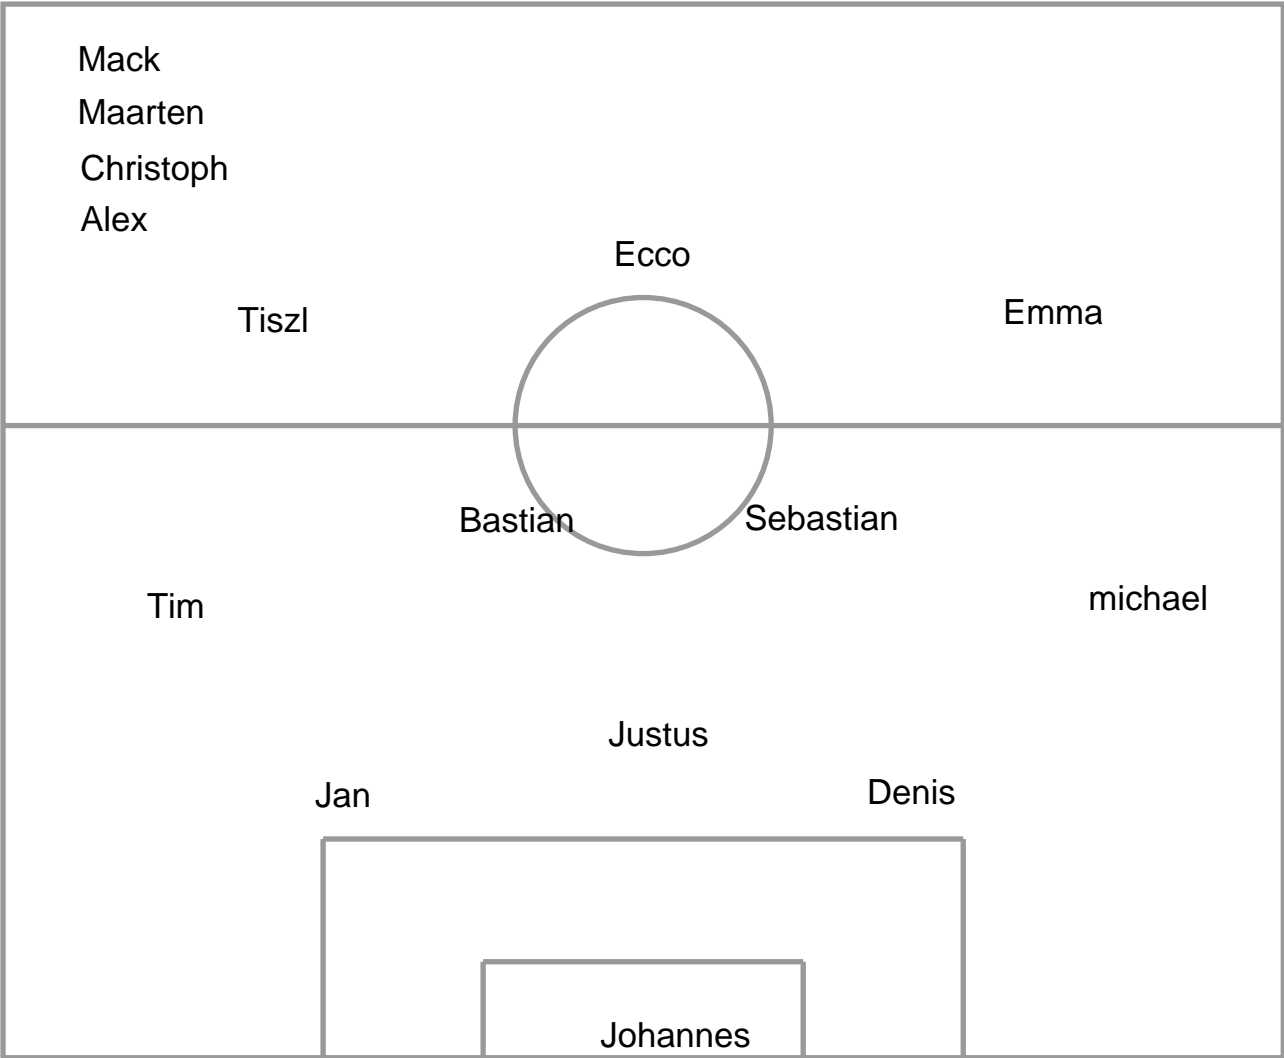 Mack
Maarten
Christoph
Alex
Ecco
Tiszl
Emma
Bastian
Sebastian
Tim
michael
Justus
Jan
Denis
Johannes